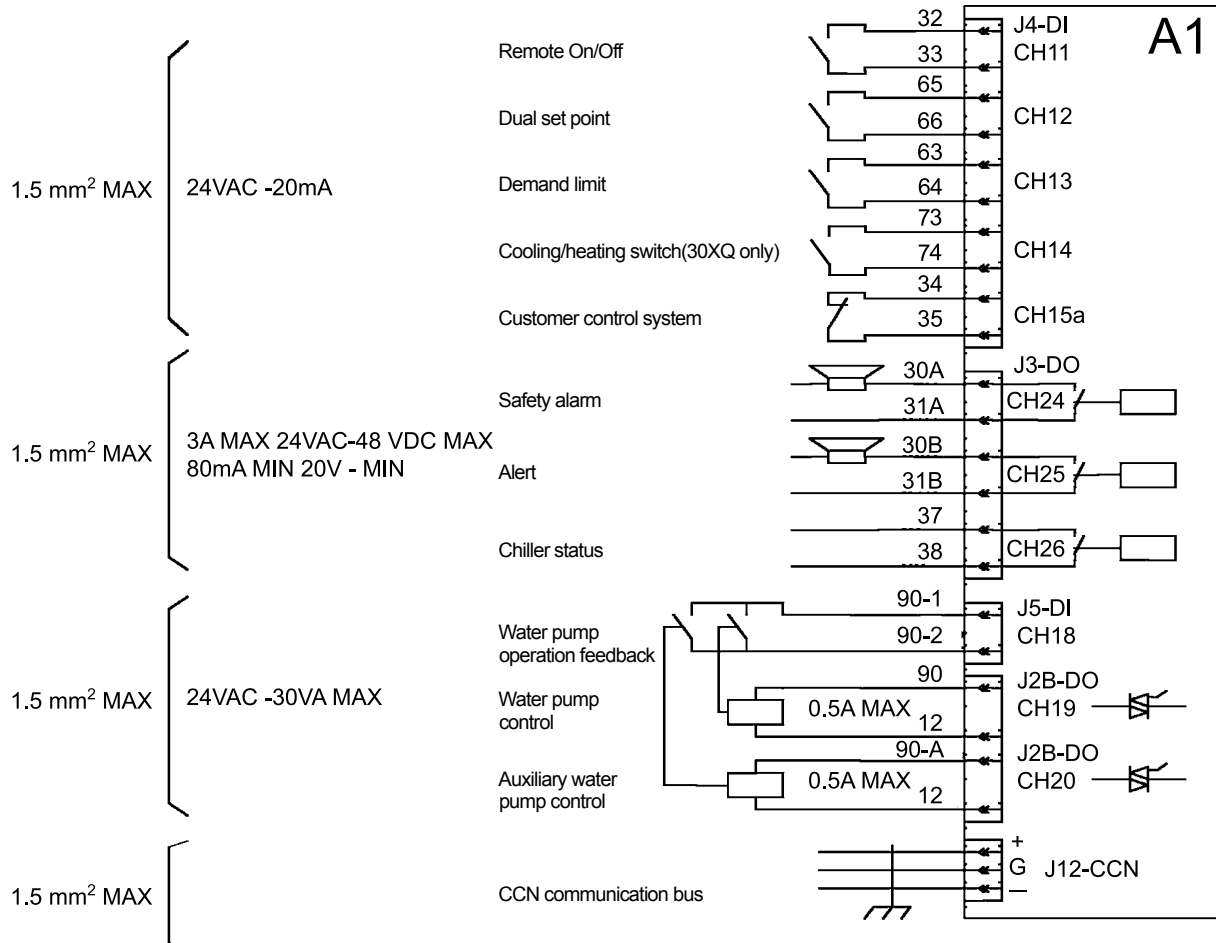 A1
32
J4-DI
Remote On/Off
33
CH11
65
Dual set point
66
CH12
63
1.5 mm² MAX
24VAC -20mA
Demand limit
64
CH13
73
Cooling/heating switch(30XQ only)
74
CH14
34
Customer control system
35
CH15a
J3-DO
30A
Safety alarm
31A
CH24
1.5 mm² MAX
3A MAX 24VAC-48 VDC MAX
80mA MIN 20V - MIN
30B
Alert
31B
CH25
37
Chiller status
38
CH26
90-1
J5-DI
Water pump
operation feedback
90-2
CH18
1.5 mm² MAX
24VAC -30VA MAX
90
J2B-DO
Water pump
control
0.5A MAX
12
CH19
90-A
J2B-DO
Auxiliary water
pump control
0.5A MAX
12
CH20
+
G
J12-CCN
–
1.5 mm² MAX
CCN communication bus